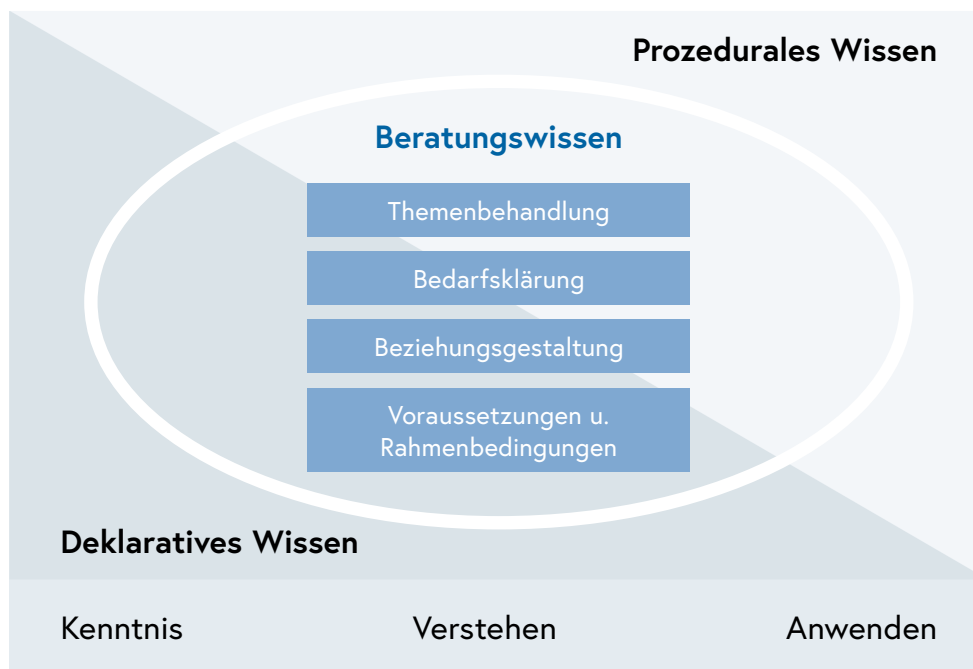 Prozedurales Wissen
Beratungswissen
Themenbehandlung
Bedarfsklärung
Beziehungsgestaltung
Voraussetzungen u.
Rahmenbedingungen
Deklaratives Wissen
Kenntnis Verstehen Anwenden